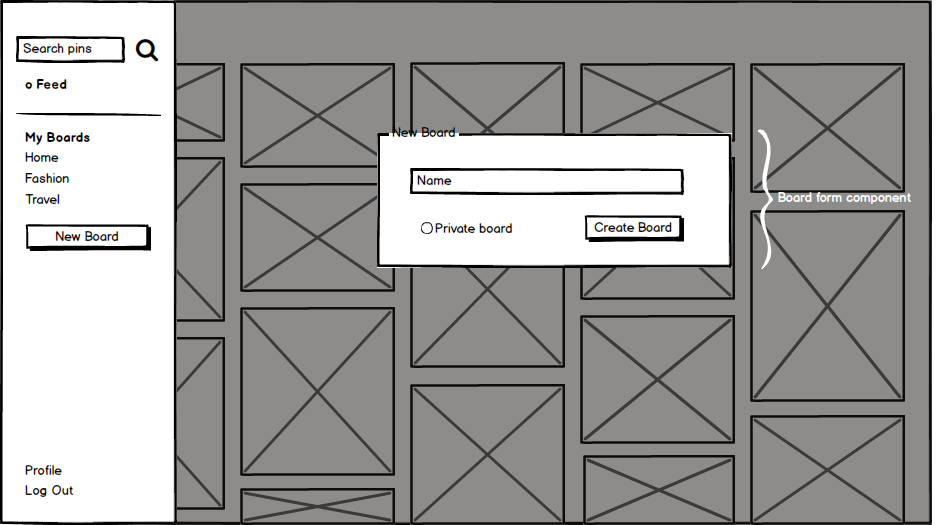 Search pins
o Feed
My Boards
Home
Fashion
Travel
New Board
Profile
Log Out
New Board
Name
Private board
Create Board
Board form component